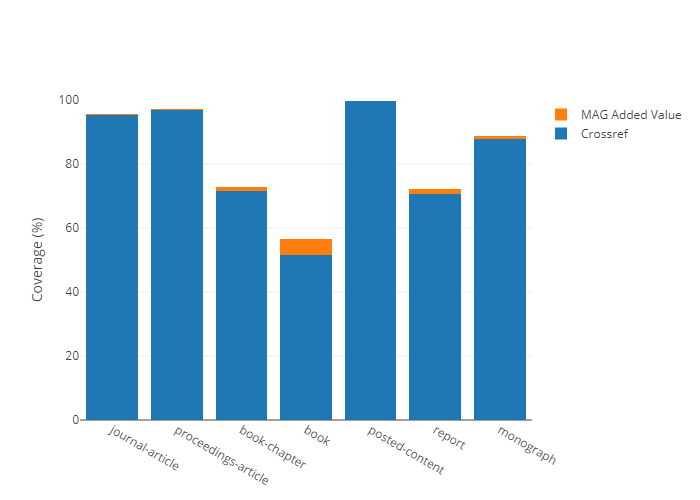 MAG Added Value
Crossref
Coverage (%)
100
80
60
40
20
0
journal-article
proceedings-article
book-chapter
book
posted-content
report
monograph